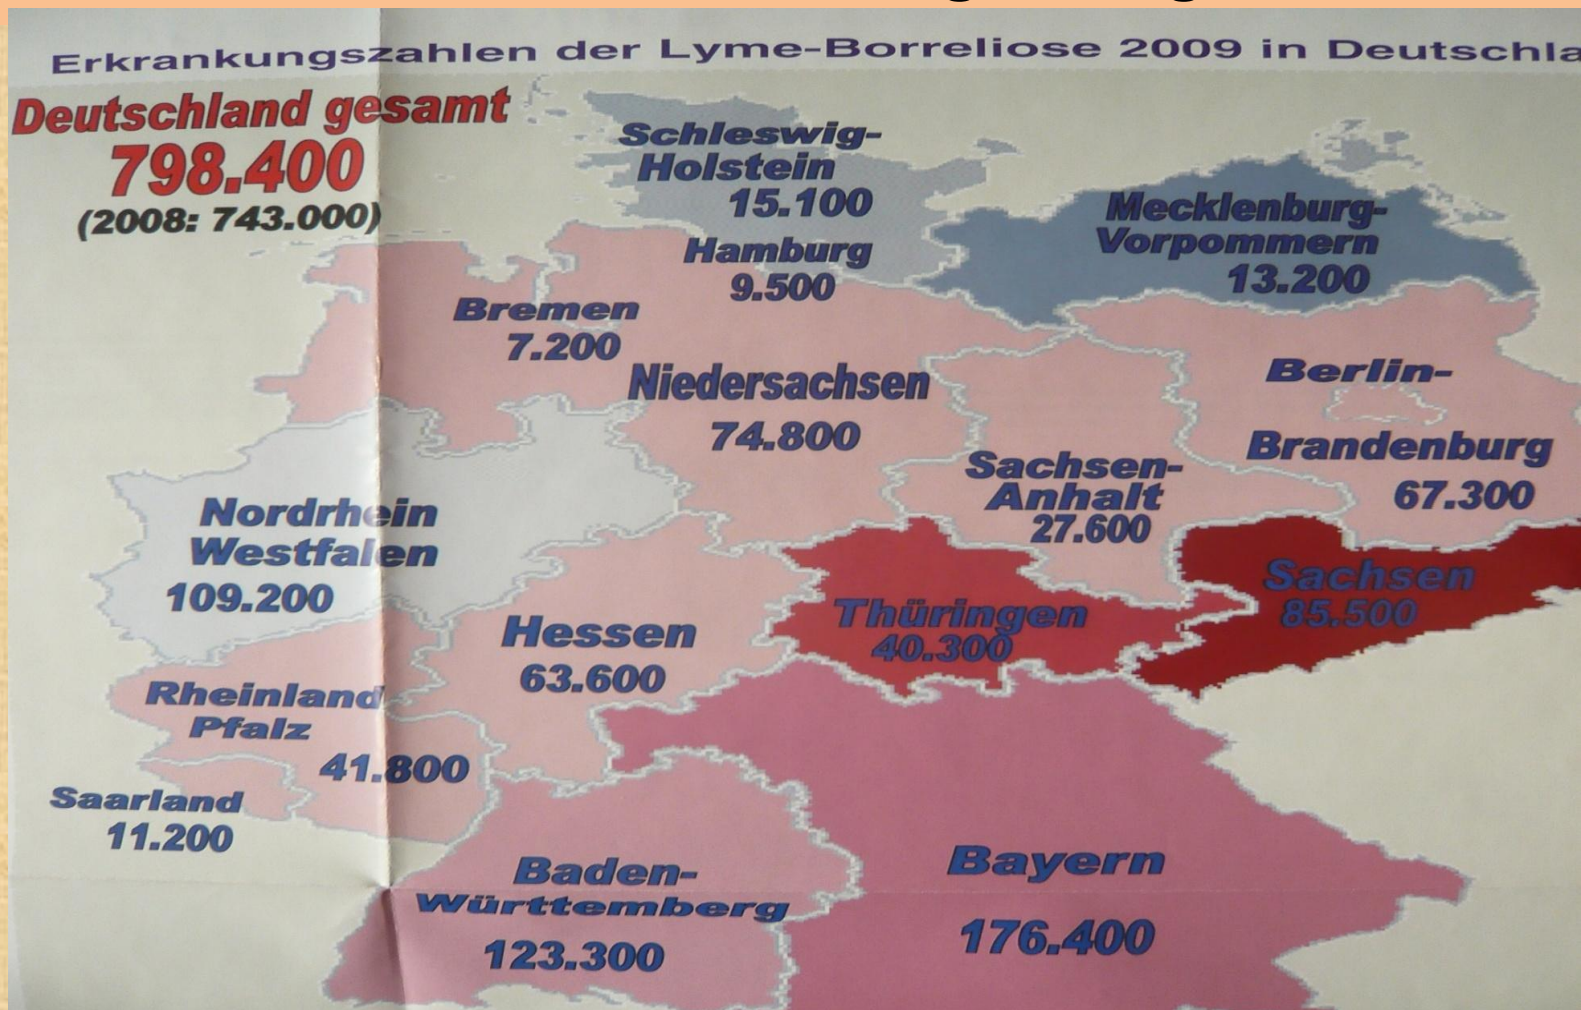 Erkrankungszahlen der Lyme-Borreliose 2009 in
Deutschland gesamt
798.400
(2008: 743.000)
Schleswig-
Holstein
15.100
Mecklenburg-
Vorpommern
13.200
Hamburg
9.500
Bremen
7.200
Niedersachsen
74.800
Berlin-
Brandenburg
67.300
Sachsen-
Anhalt
27.600
Nordrhein
Westfalen
109.200
Sachsen
85.500
Thüringen
40.300
Hessen
63.600
Rheinland
Pfalz
41.800
Saarland
11.200
Baden-
Württemberg
123.300
Bayern
176.400